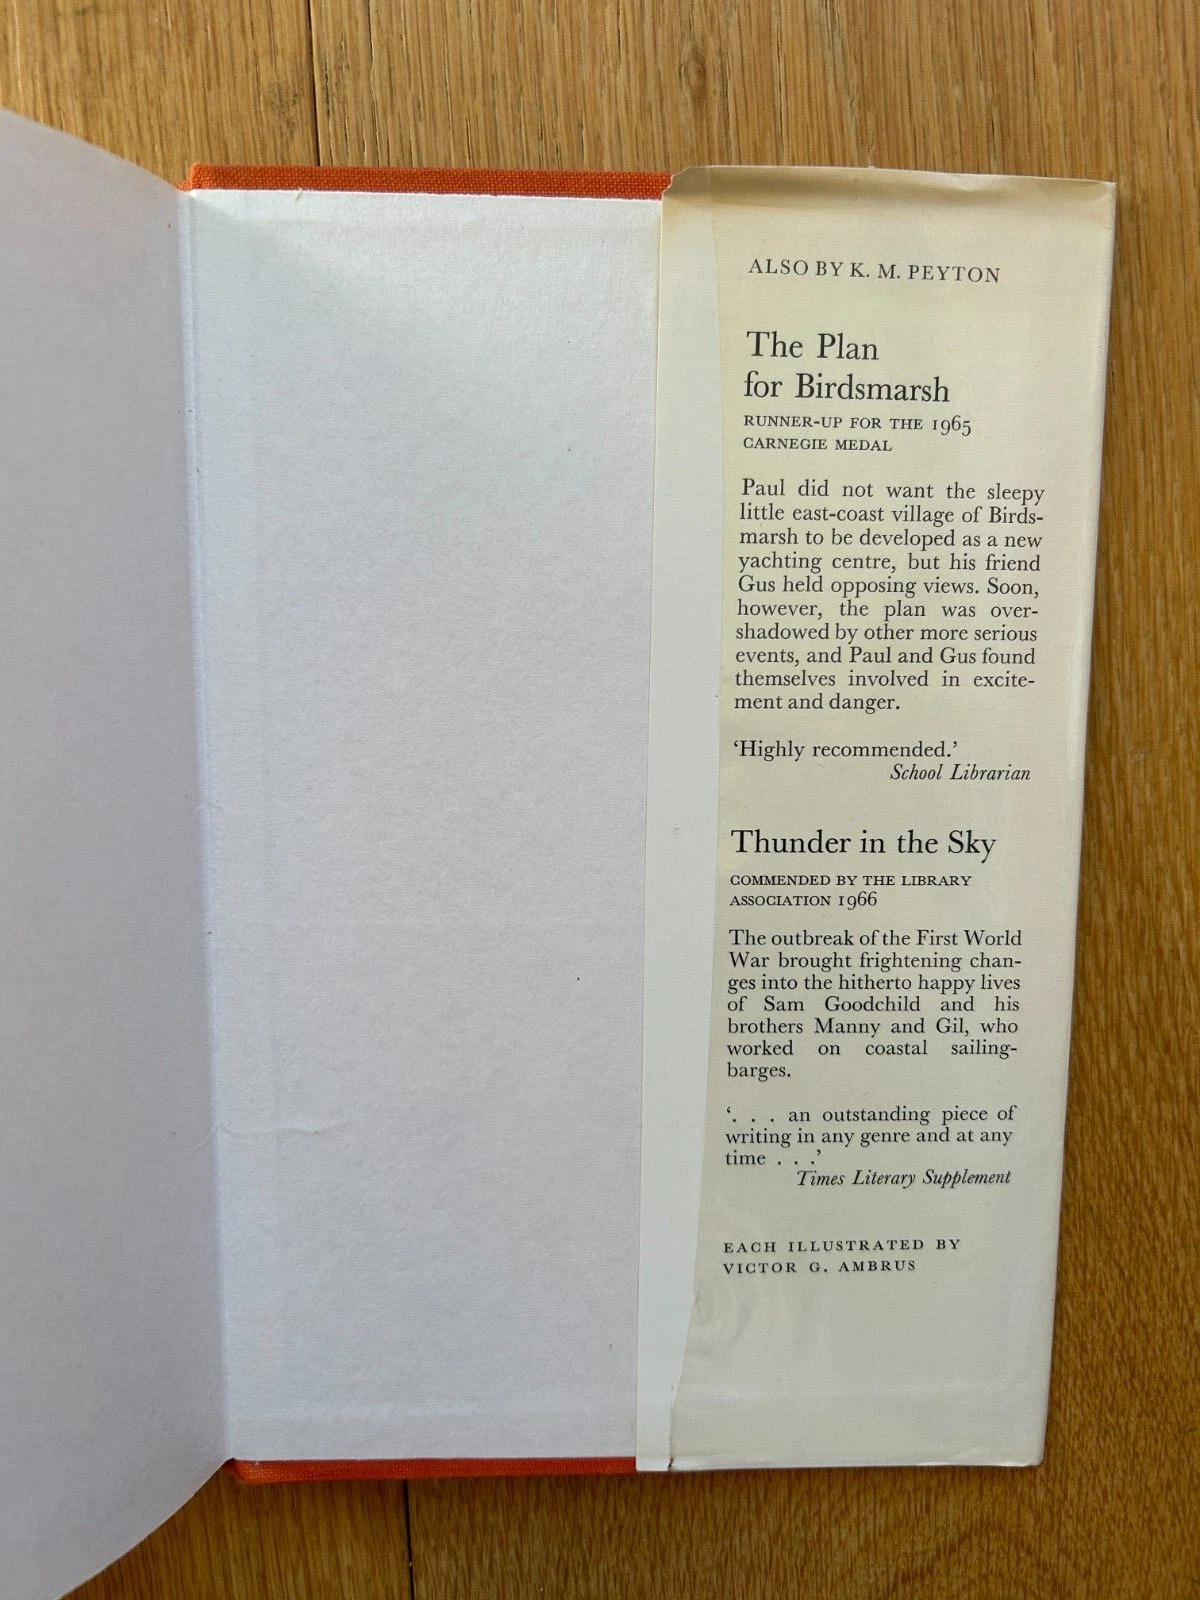 ALSO BY K. M. PEYTON
The Plan
for Birdsmarsh
RUNNER-UP FOR THE 1965
CARNEGIE MEDAL
Paul did not want the sleepy
little east-coast village of Birds-
marsh to be developed as a new
yachting centre, but his friend
Gus held opposing views. Soon,
however, the plan was over-
shadowed by other more serious
events, and Paul and Gus found
themselves involved in excite-
ment and danger.
‘Highly recommended.’
School Librarian
Thunder in the Sky
COMMENDED BY THE LIBRARY
ASSOCIATION 1966
The outbreak of the First World
War brought frightening chan-
ges into the hitherto happy lives
of Sam Goodchild and his
brothers Manny and Gil, who
worked on coastal sailing-
barges.
‘. . . an outstanding piece of
writing in any genre and at any
time . . .’
Times Literary Supplement
EACH ILLUSTRATED BY
VICTOR G. AMBRUS